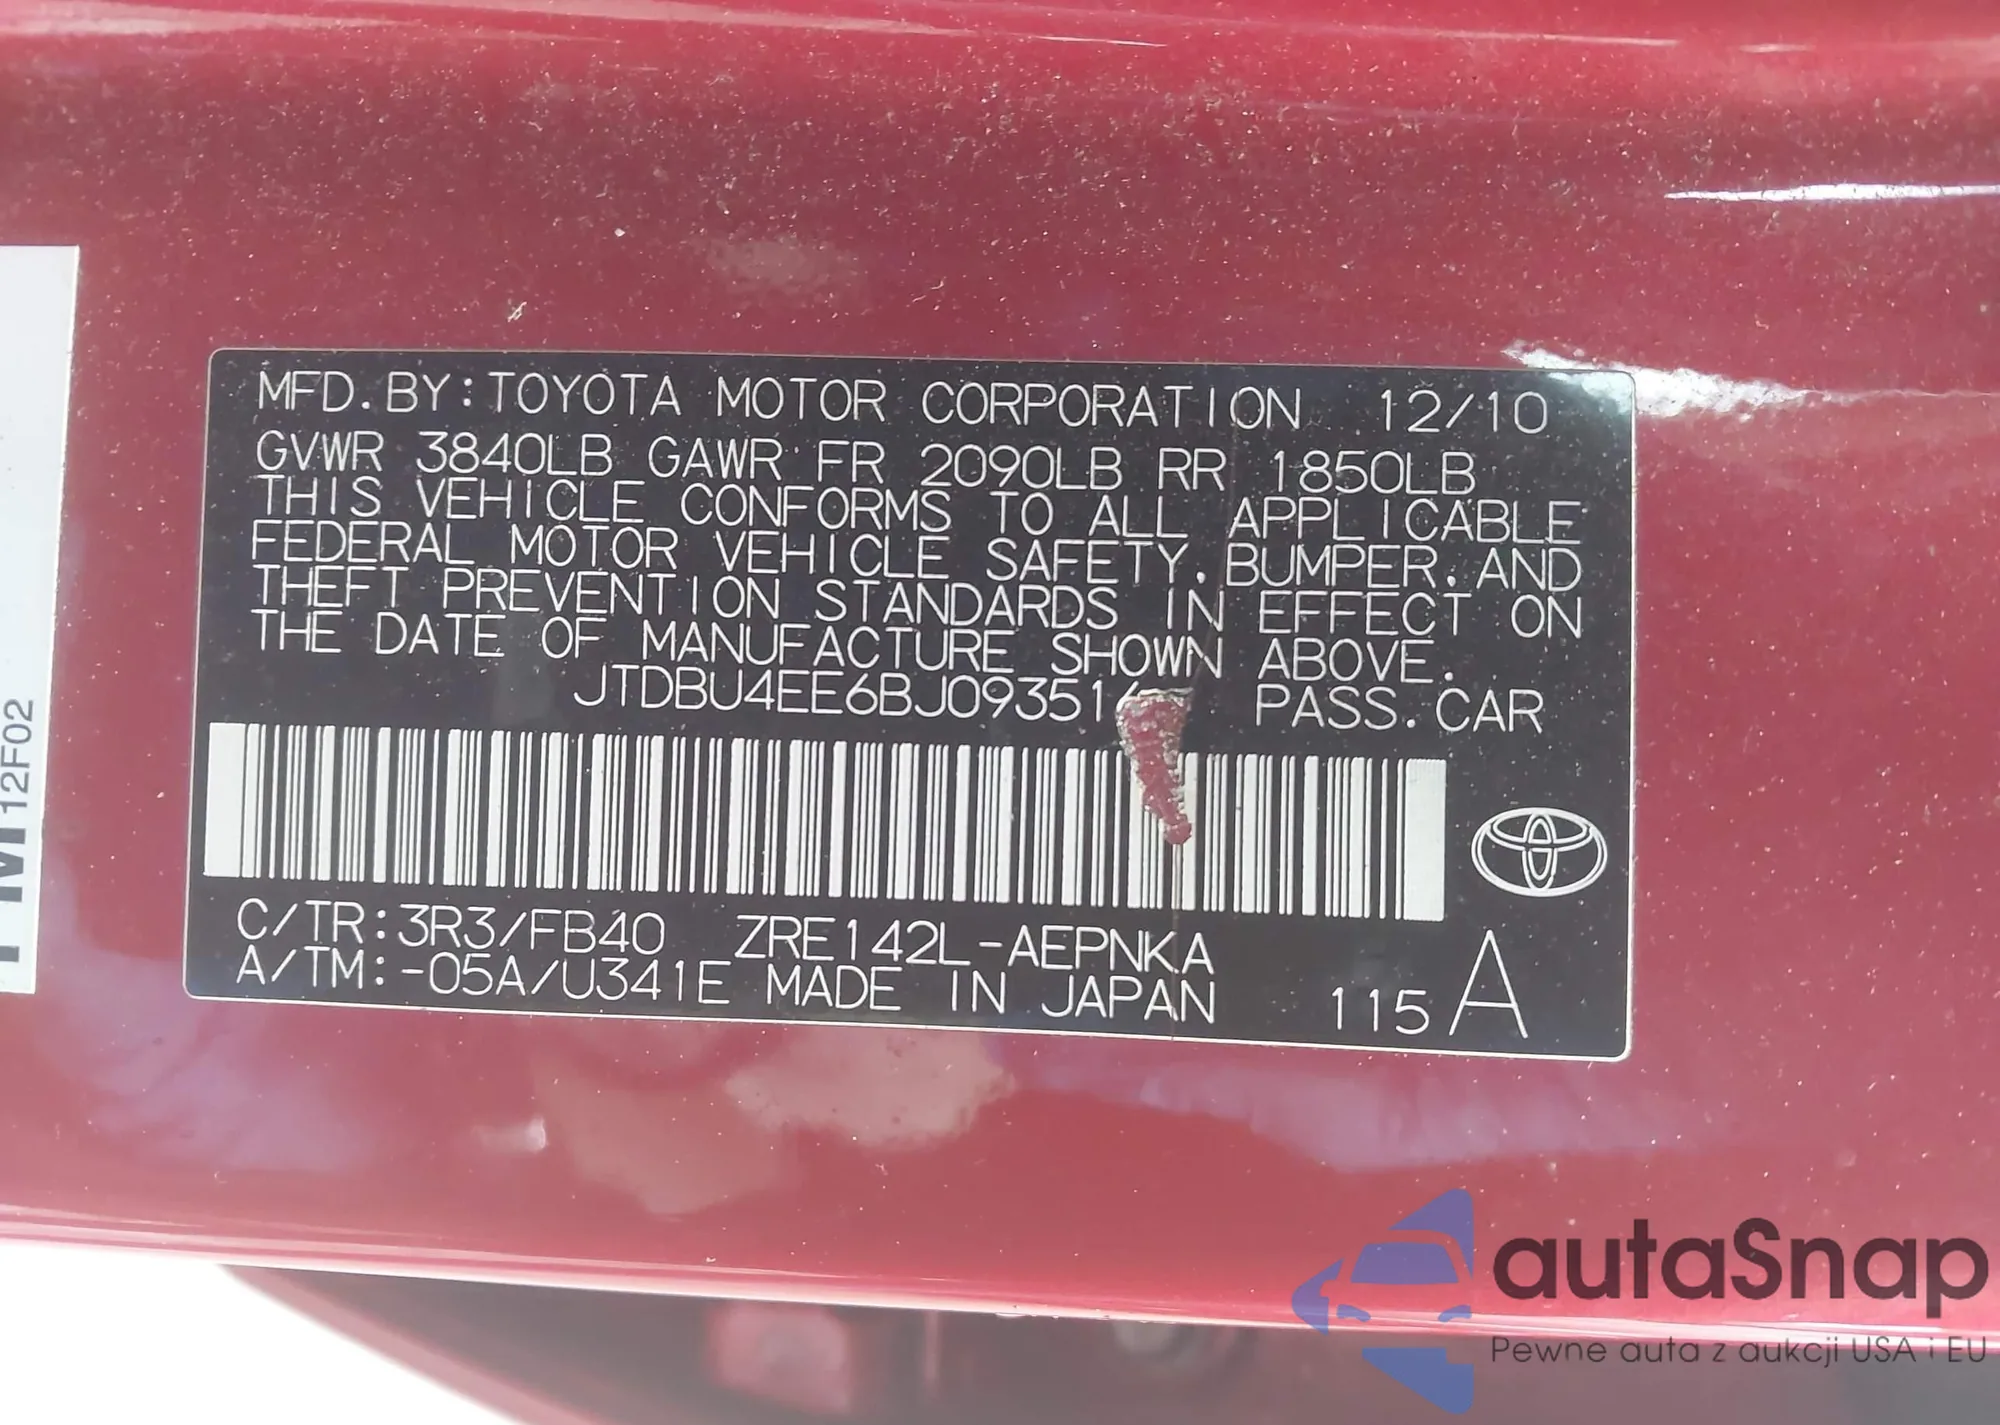 MFD. BY: TOYOTA MOTOR CORPORATION 12/10
GVWR 3840LB GAWR FR 2090LB RR 1850LB
THIS VEHICLE CONFORMS TO ALL APPLICABLE
FEDERAL MOTOR VEHICLE SAFETY, BUMPER, AND
THEFT PREVENTION STANDARDS IN EFFECT ON
THE DATE OF MANUFACTURE SHOWN ABOVE.
PASS. CAR
C/TR: 3R3/FB40 ZRE142L-AEPNKA
A/TM: -05A/U341E MADE IN JAPAN 115 A
12F02
autaSnap
Pewne auta z aukcji USA i EU